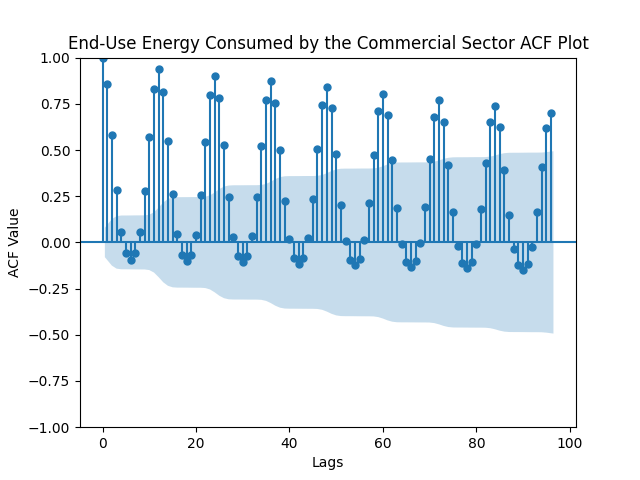 End-Use Energy Consumed by the Commercial Sector ACF Plot
1.00
0.75
0.50
0.25
0.00
−0.25
−0.50
−0.75
−1.00
ACF Value
0 20 40 60 80 100
Lags